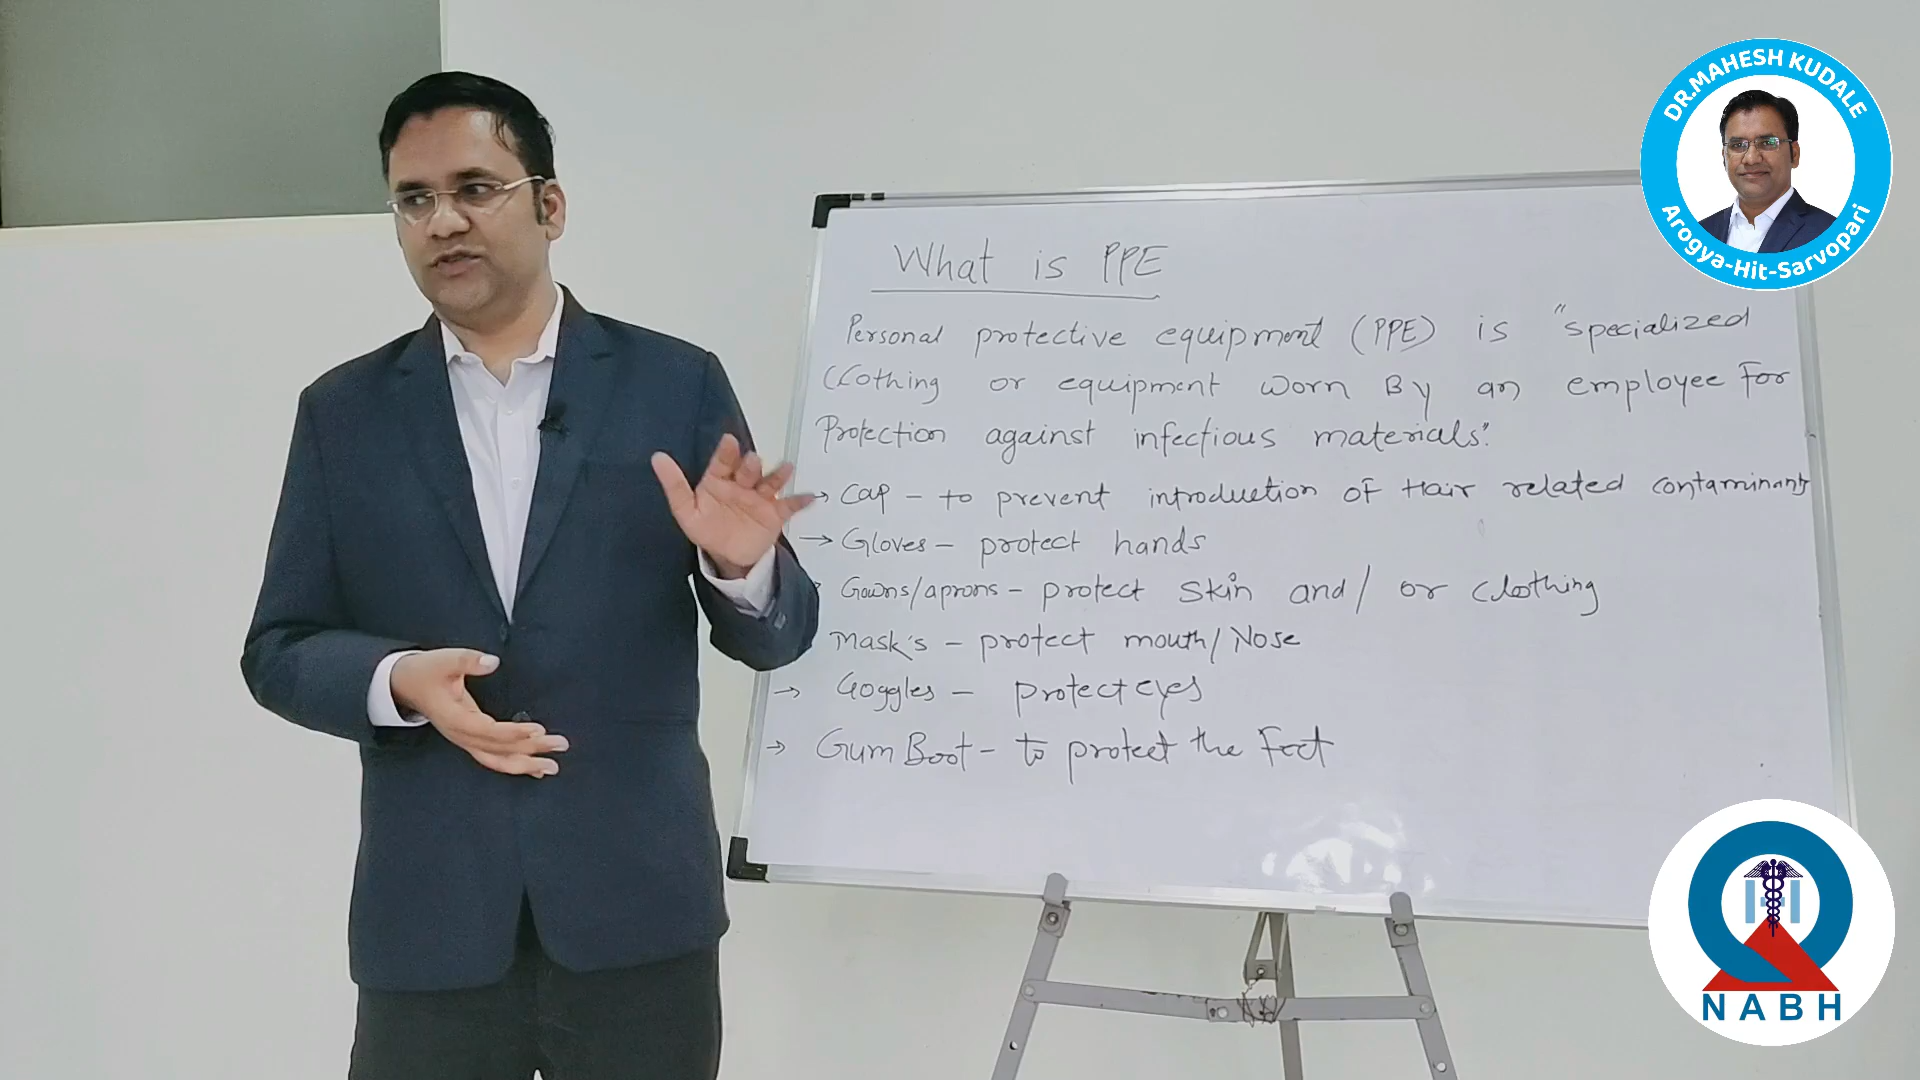 DR.MAHESH KUDALE
Arogya-Hit-Sarvopari
What is PPE
Personal protective equipment (PPE) is "specialized
Clothing or equipment worn By an employee For
Protection against infectious materials".
→ Cap - to prevent introduction of Hair related contaminants
→ Gloves - protect hands
Gowns/aprons - protect skin and/or clothing
Mask's - protect mouth/Nose
→ Goggles - protect eyes
→ Gum Boot - to protect the Feet
NABH